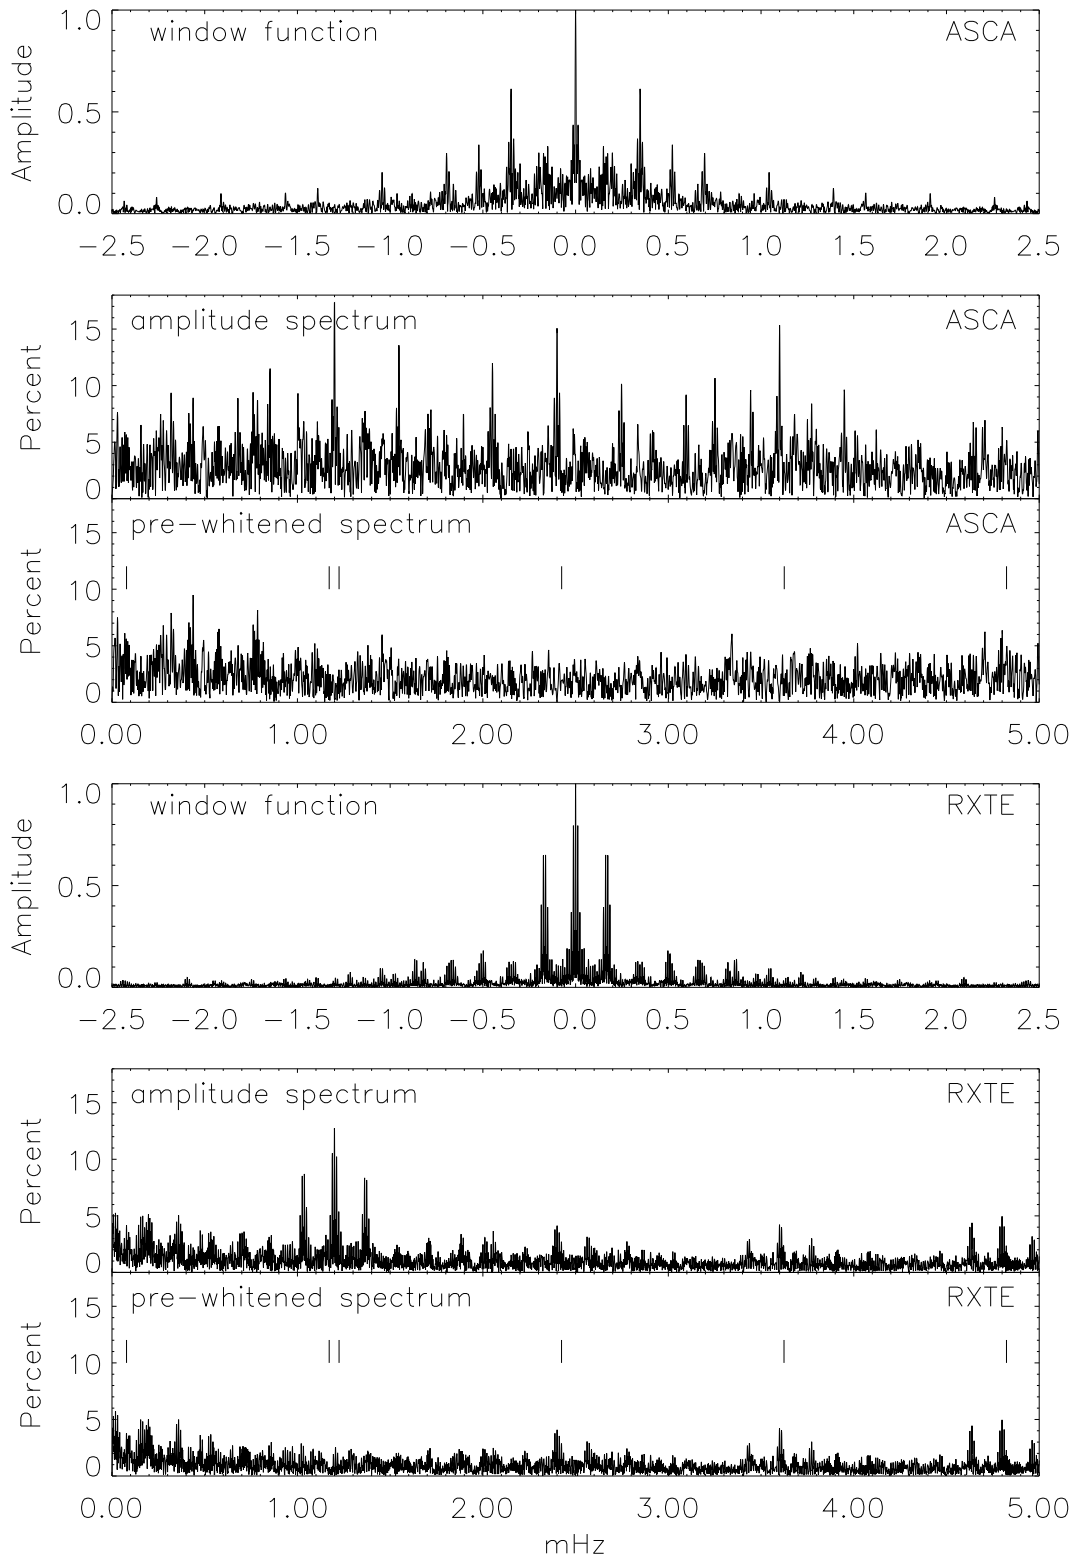 window function ASCA
Amplitude
1.0
0.5
0.0
−2.5 −2.0 −1.5 −1.0 −0.5 0.0 0.5 1.0 1.5 2.0 2.5
amplitude spectrum ASCA
Percent
15
10
5
0
pre−whitened spectrum ASCA
Percent
15
10
5
0
0.00 1.00 2.00 3.00 4.00 5.00
window function RXTE
Amplitude
1.0
0.5
0.0
−2.5 −2.0 −1.5 −1.0 −0.5 0.0 0.5 1.0 1.5 2.0 2.5
amplitude spectrum RXTE
Percent
15
10
5
0
pre−whitened spectrum RXTE
Percent
15
10
5
0
0.00 1.00 2.00 3.00 4.00 5.00
mHz